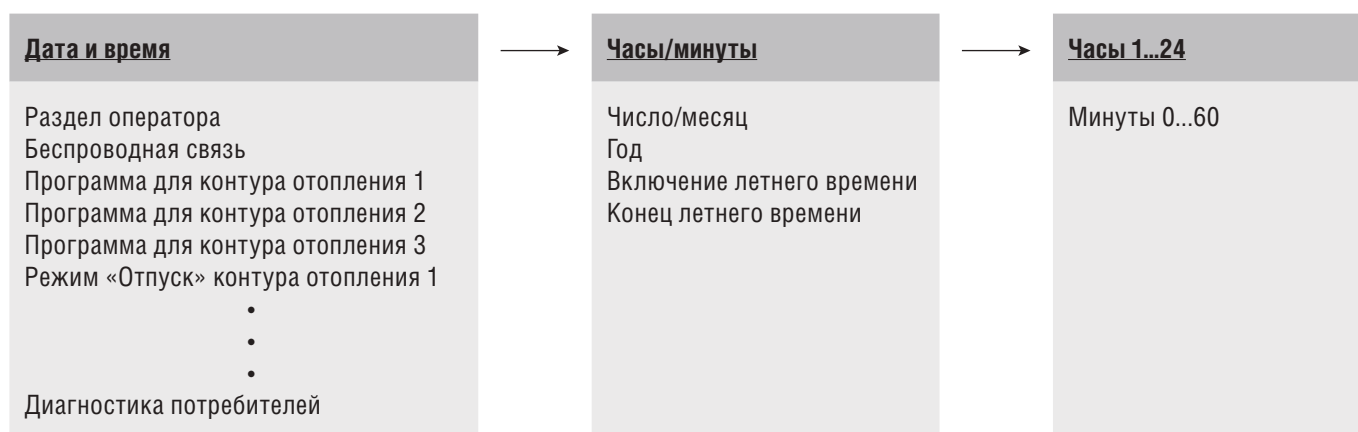 Дата и время
Раздел оператора
Беспроводная связь
Программа для контура отопления 1
Программа для контура отопления 2
Программа для контура отопления 3
Режим «Отпуск» контура отопления 1
•
•
•
Диагностика потребителей
Часы/минуты
Число/месяц
Год
Включение летнего времени
Конец летнего времени
Часы 1...24
Минуты 0...60